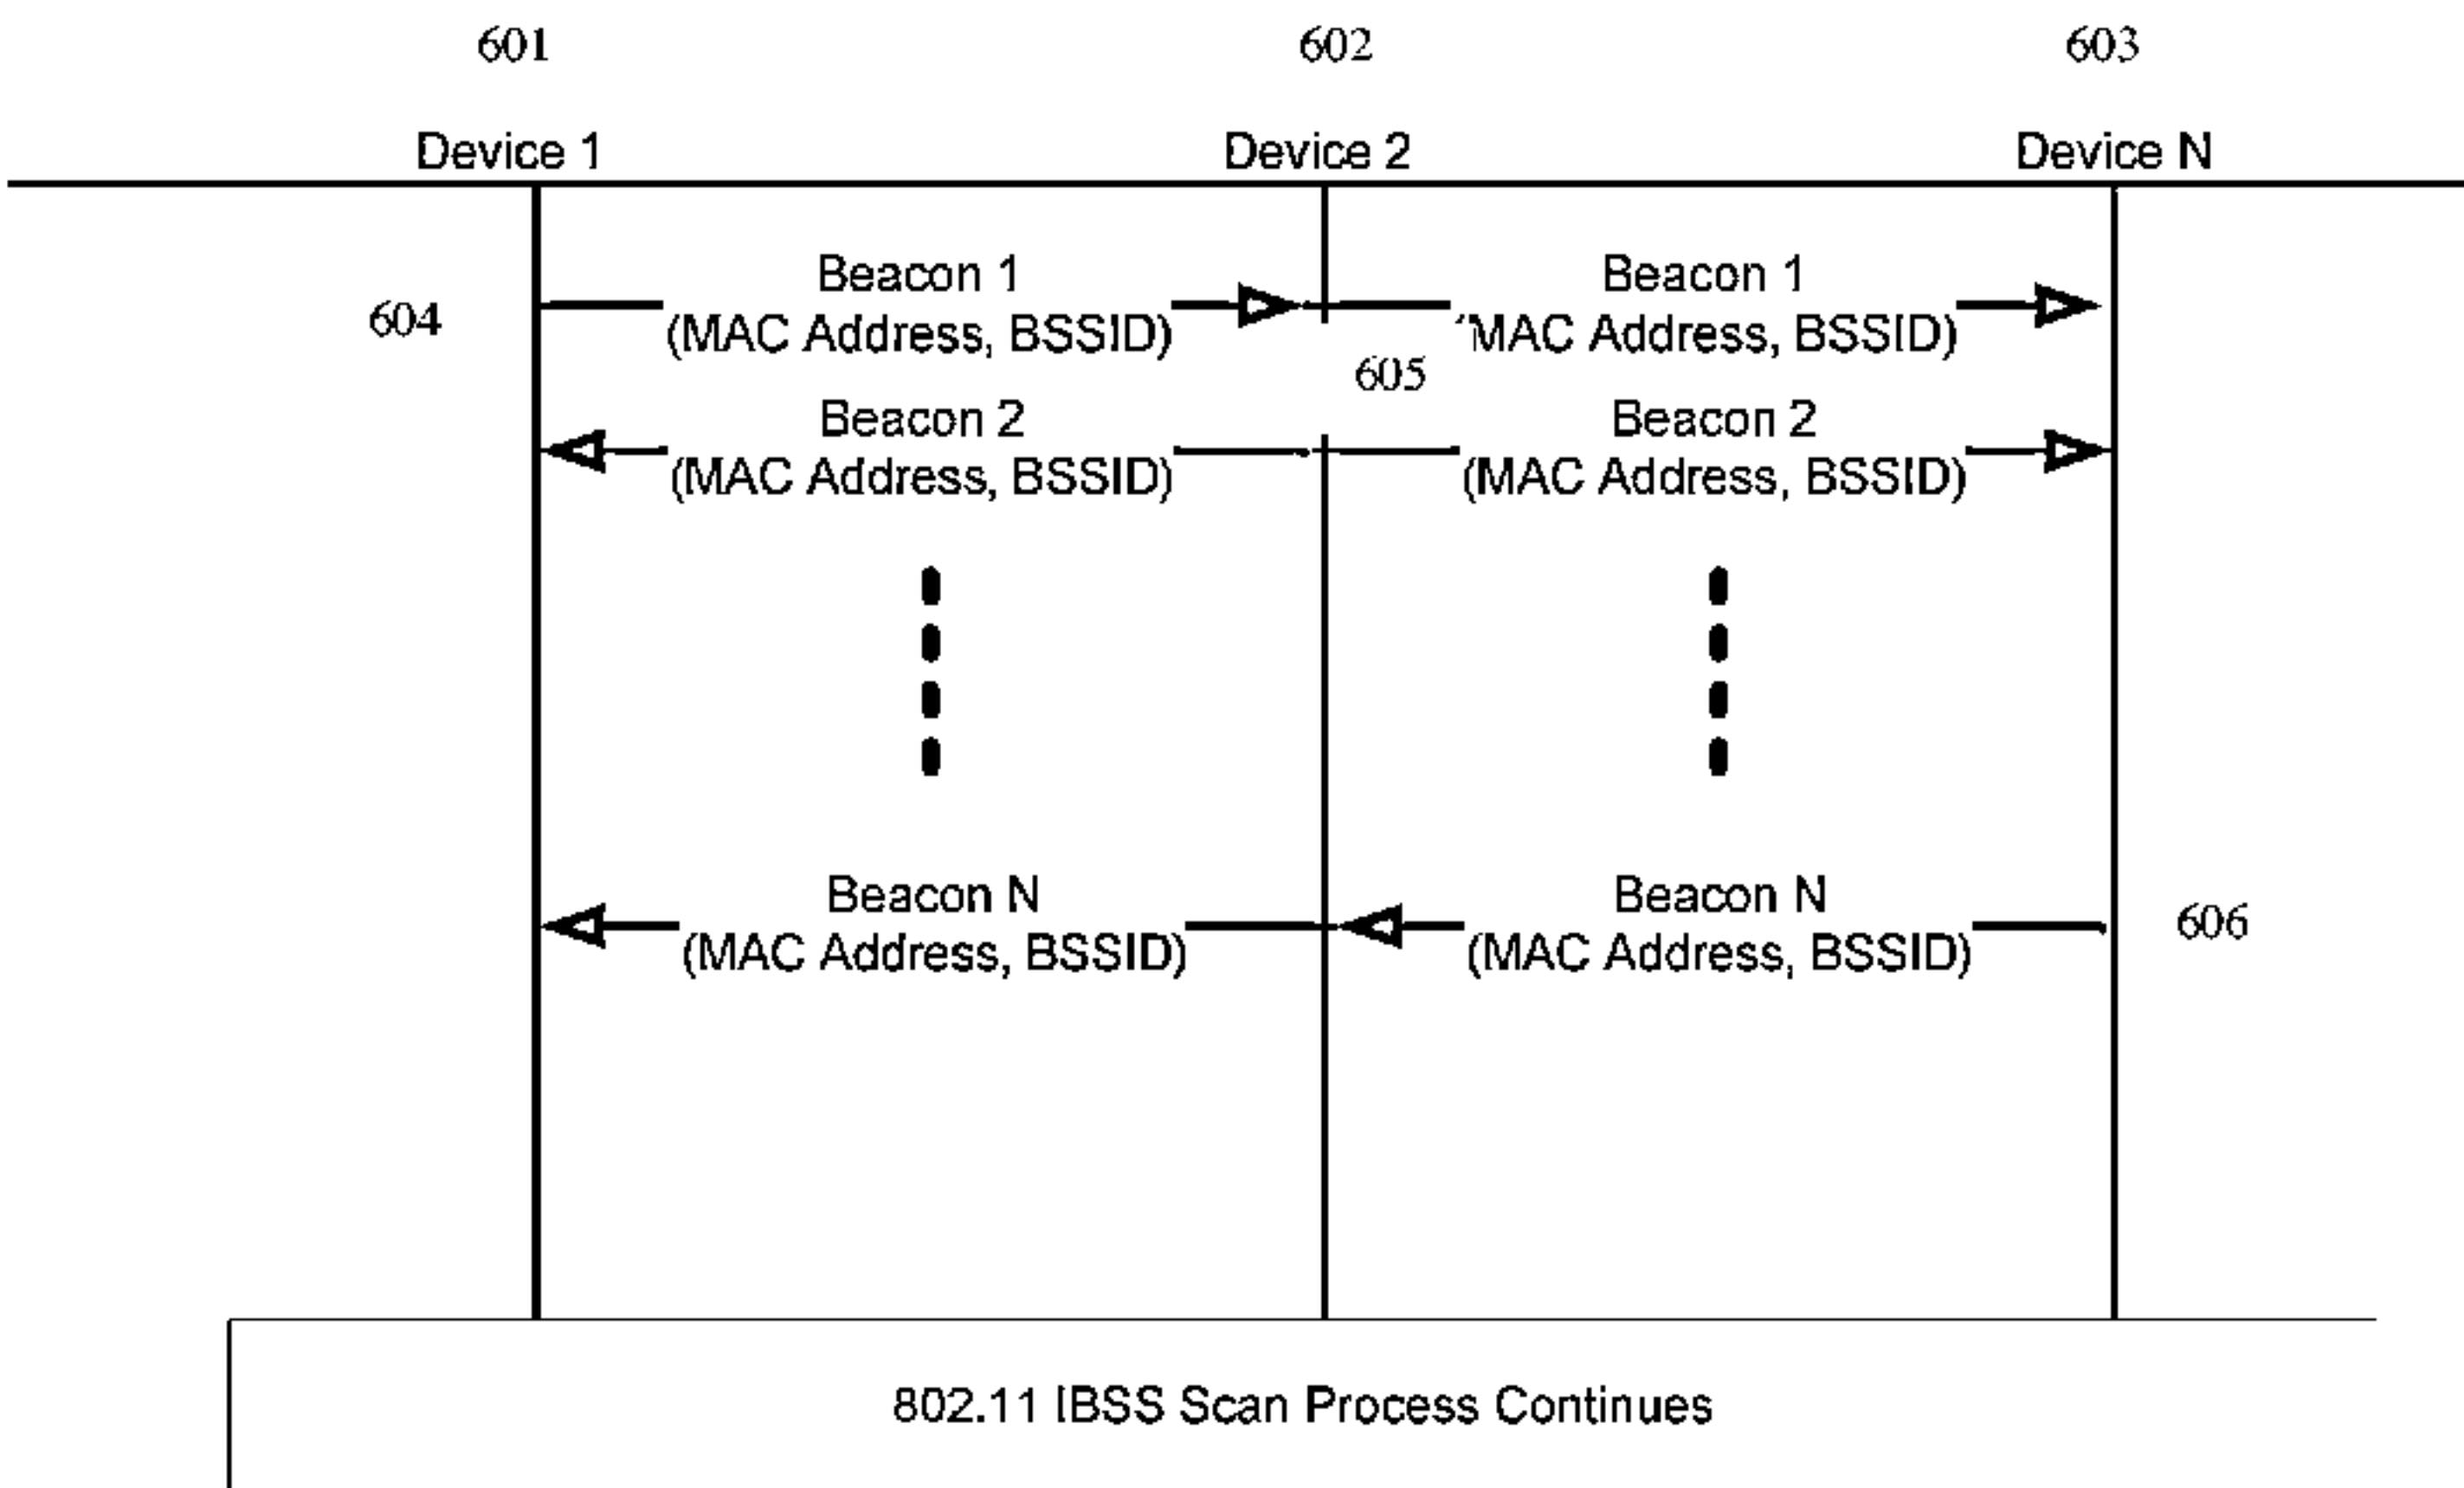 601 602 603
Device 1 Device 2 Device N
Beacon 1 Beacon 1
604 (MAC Address, BSSID) (MAC Address, BSSID)
605
Beacon 2 Beacon 2
(MAC Address, BSSID) (MAC Address, BSSID)
Beacon N Beacon N
(MAC Address, BSSID) (MAC Address, BSSID) 606
802.11 IBSS Scan Process Continues